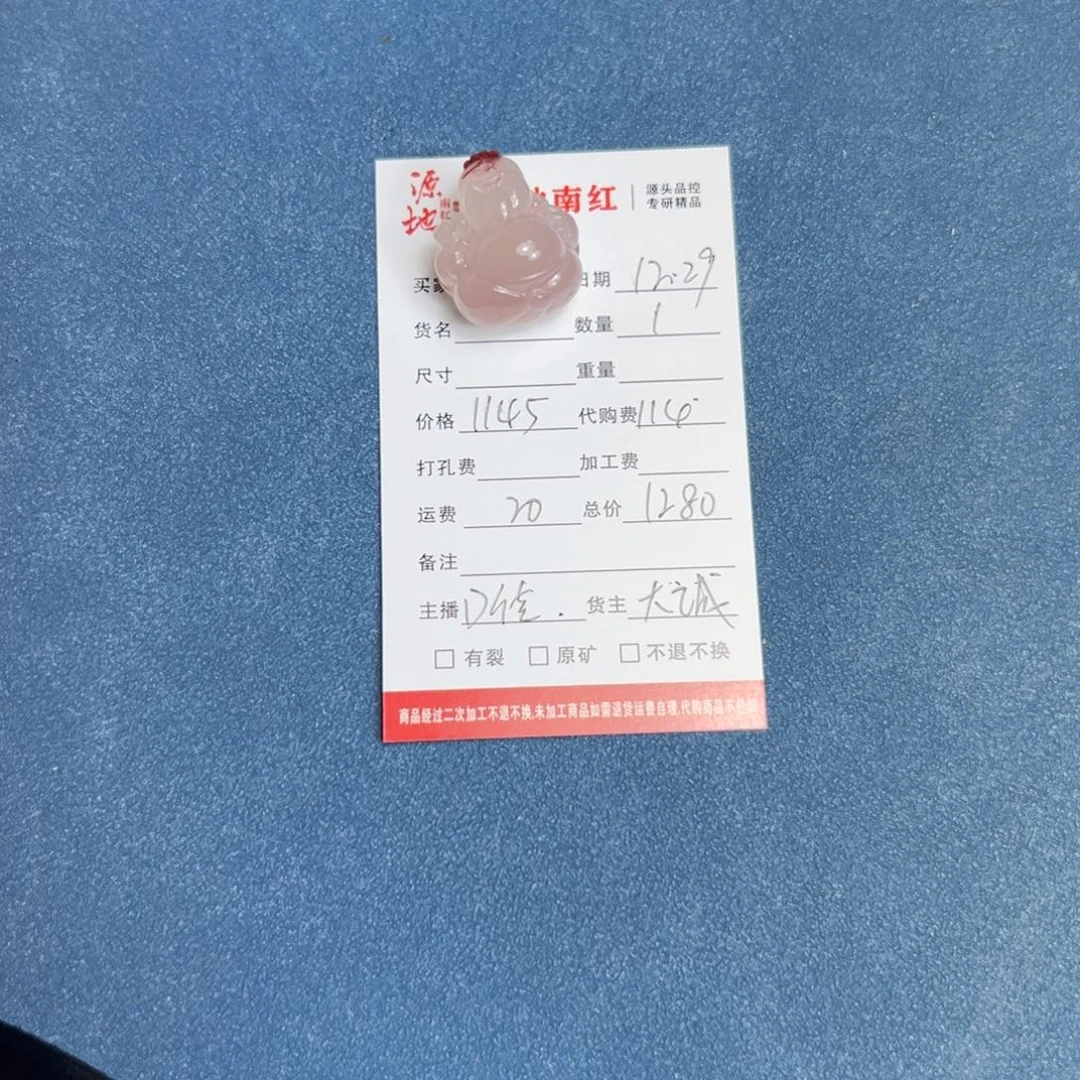 源地 南红 地南红 源头品控
专研精品
买家 日期 12.29
货名 数量 1
尺寸 重量
价格 1145 代购费 115
打孔费 加工费
运费 20 总价 1280
备注
主播 货主 大诚
□ 有裂 □ 原矿 □ 不退不换
商品经过二次加工不退不换,未加工商品如需退货运费自理,代购商品不